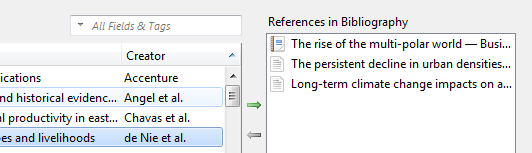 All Fields & Tags
References in Bibliography
Creator
ications Accenture
nd historical evidenc... Angel et al.
l productivity in east... Chavas et al.
es and livelihoods de Nie et al.
The rise of the multi-polar world — Busi...
The persistent decline in urban densities...
Long-term climate change impacts on a...